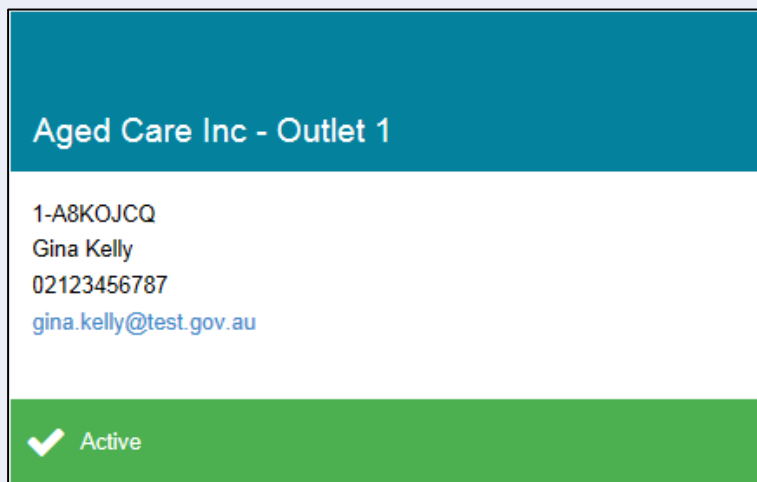 Aged Care Inc - Outlet 1
1-A8KOJCQ
Gina Kelly
02123456787
gina.kelly@test.gov.au
Active